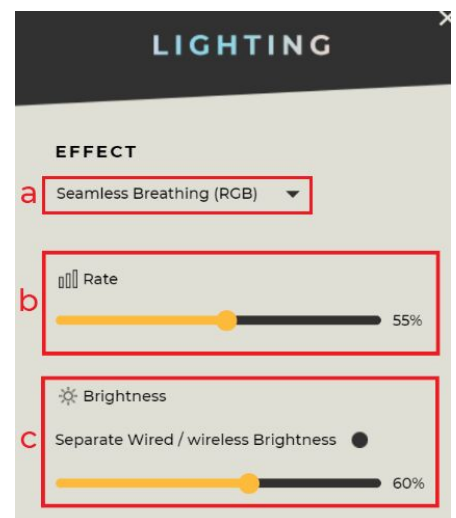 LIGHTING
EFFECT
a
Seamless Breathing (RGB)
b
Rate
55%
c
Brightness
Separate Wired / wireless Brightness
60%